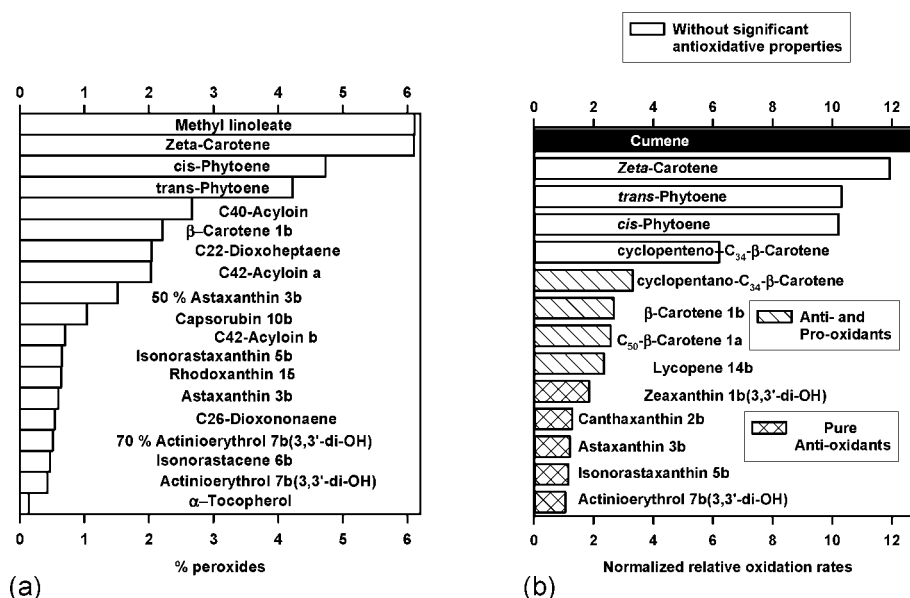 0 1 2 3 4 5 6
Methyl linoleate
Zeta-Carotene
cis-Phytoene
trans-Phytoene
C40-Acyloin
β–Carotene 1b
C22-Dioxoheptaene
C42-Acyloin a
50 % Astaxanthin 3b
Capsorubin 10b
C42-Acyloin b
Isonorastaxanthin 5b
Rhodoxanthin 15
Astaxanthin 3b
C26-Dioxononaene
70 % Actinioerythrol 7b(3,3'-di-OH)
Isonorastacene 6b
Actinioerythrol 7b(3,3'-di-OH)
α–Tocopherol
0 1 2 3 4 5 6
% peroxides
(a)
Without significant
antioxidative properties
0 2 4 6 8 10 12
Cumene
Zeta-Carotene
trans-Phytoene
cis-Phytoene
cyclopenteno-C34-β-Carotene
cyclopentano-C34-β-Carotene
β-Carotene 1b
C50-β-Carotene 1a
Lycopene 14b
Zeaxanthin 1b(3,3'-di-OH)
Canthaxanthin 2b
Astaxanthin 3b
Isonorastaxanthin 5b
Actinioerythrol 7b(3,3'-di-OH)
Anti- and
Pro-oxidants
Pure
Anti-oxidants
0 2 4 6 8 10 12
Normalized relative oxidation rates
(b)